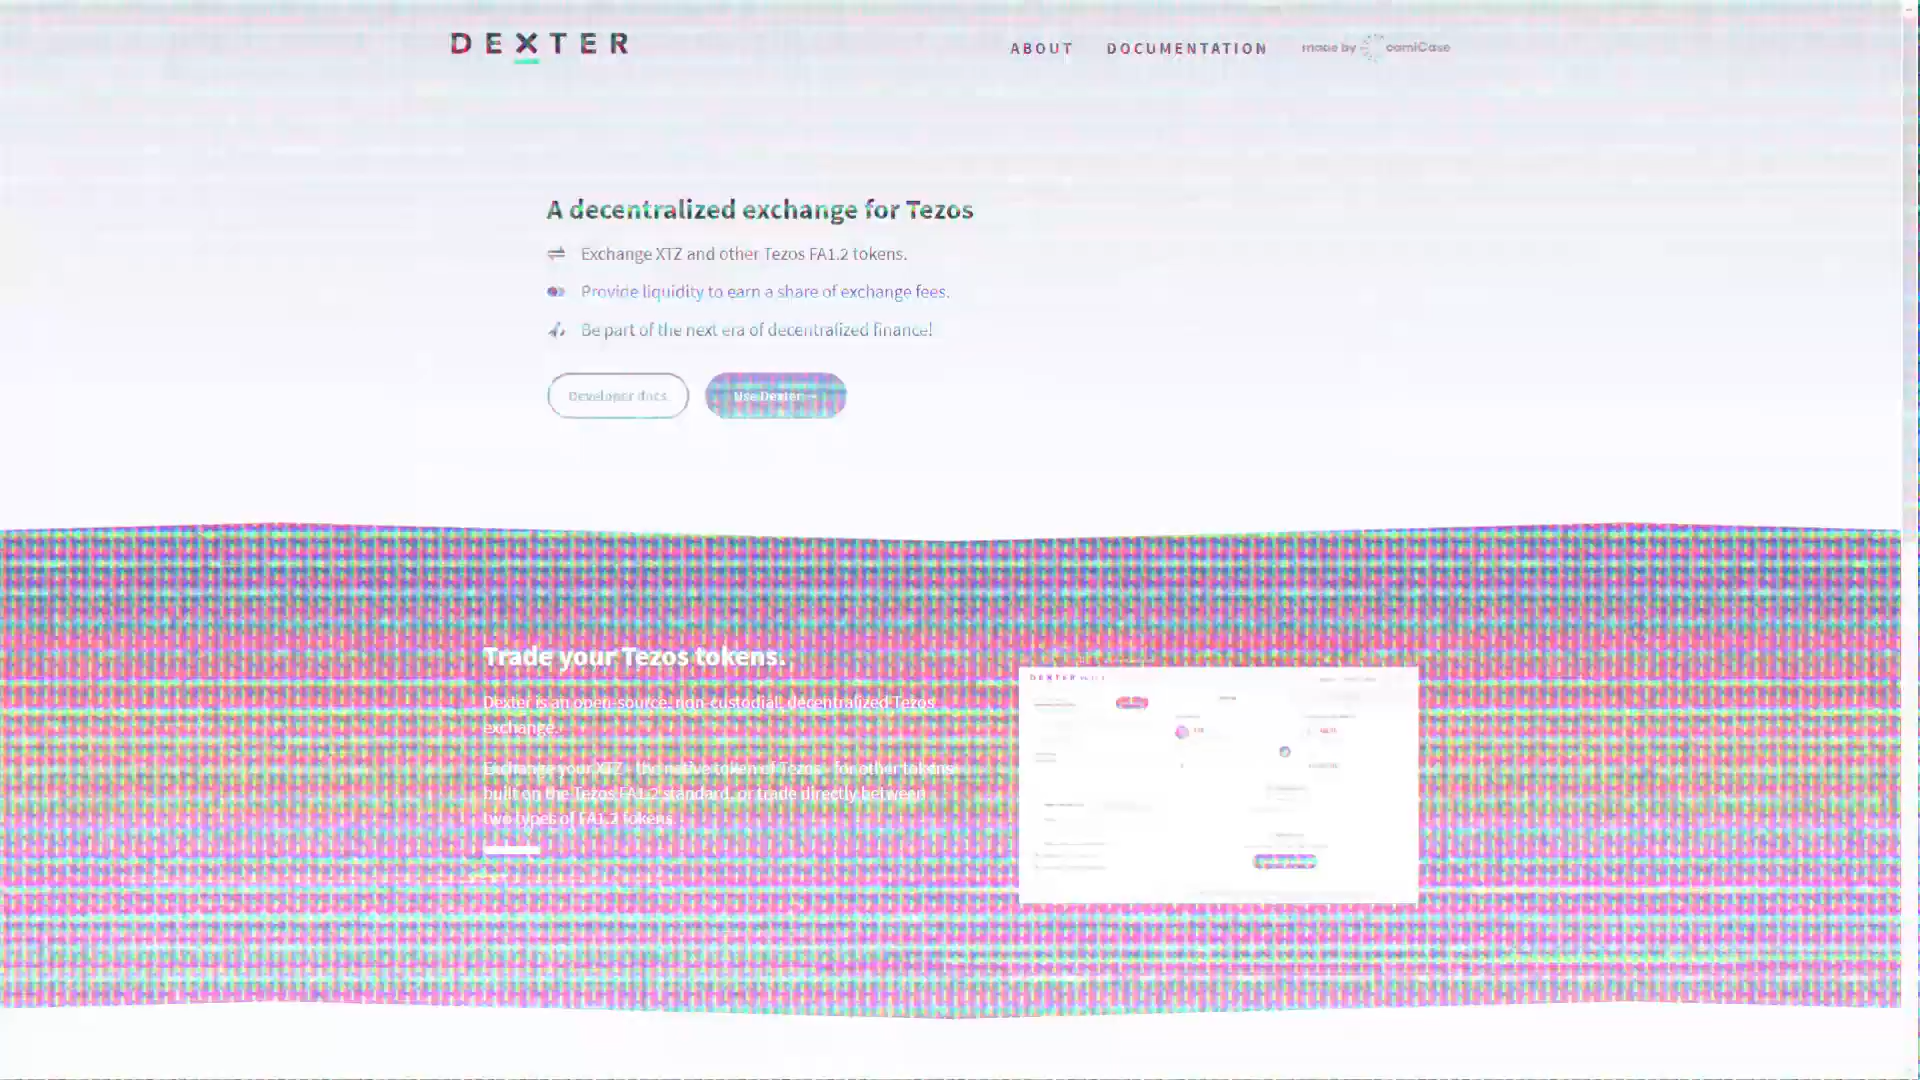 DEXTER
ABOUT DOCUMENTATION made by camlCase
A decentralized exchange for Tezos
Exchange XTZ and other Tezos FA1.2 tokens.
Provide liquidity to earn a share of exchange fees.
Be part of the next era of decentralized finance!
Developer docs Use Dexter →
Trade your Tezos tokens.
Dexter is an open-source, non-custodial, decentralized Tezos
exchange.
Exchange your XTZ - the native token of Tezos - for other tokens
built on the Tezos FA1.2 standard, or trade directly between
two types of FA1.2 tokens.
DEXTER